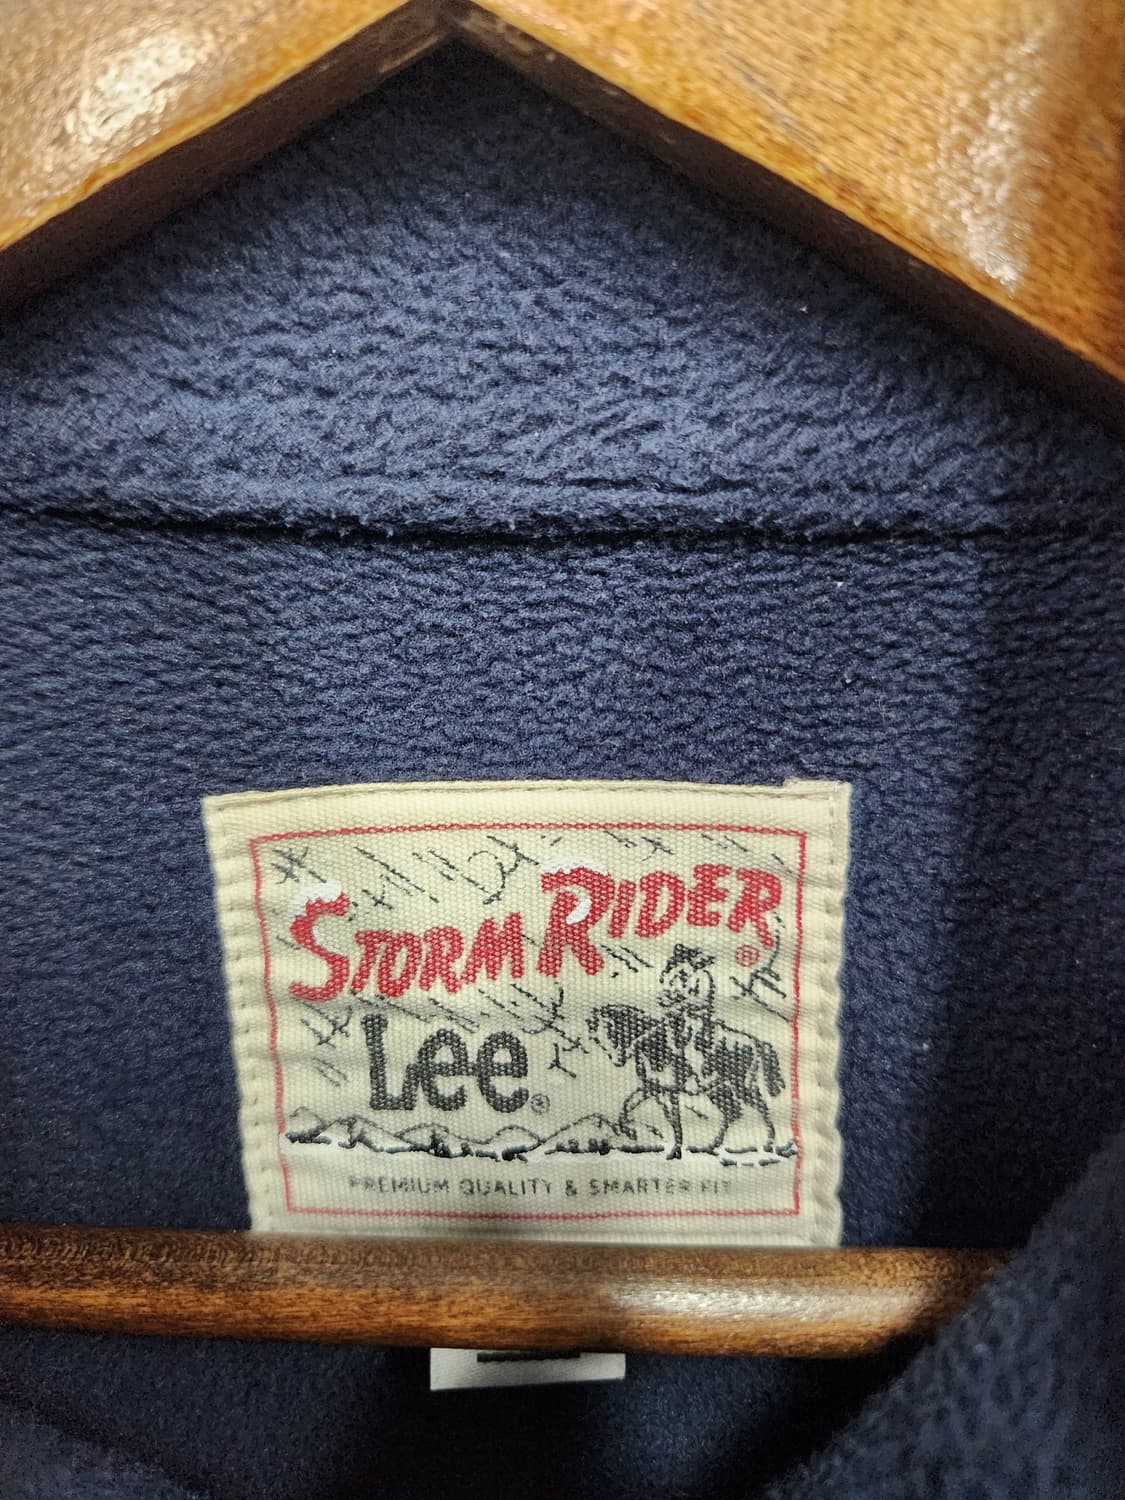 STORM RIDER®
Lee®
PREMIUM QUALITY & SMARTER FIT